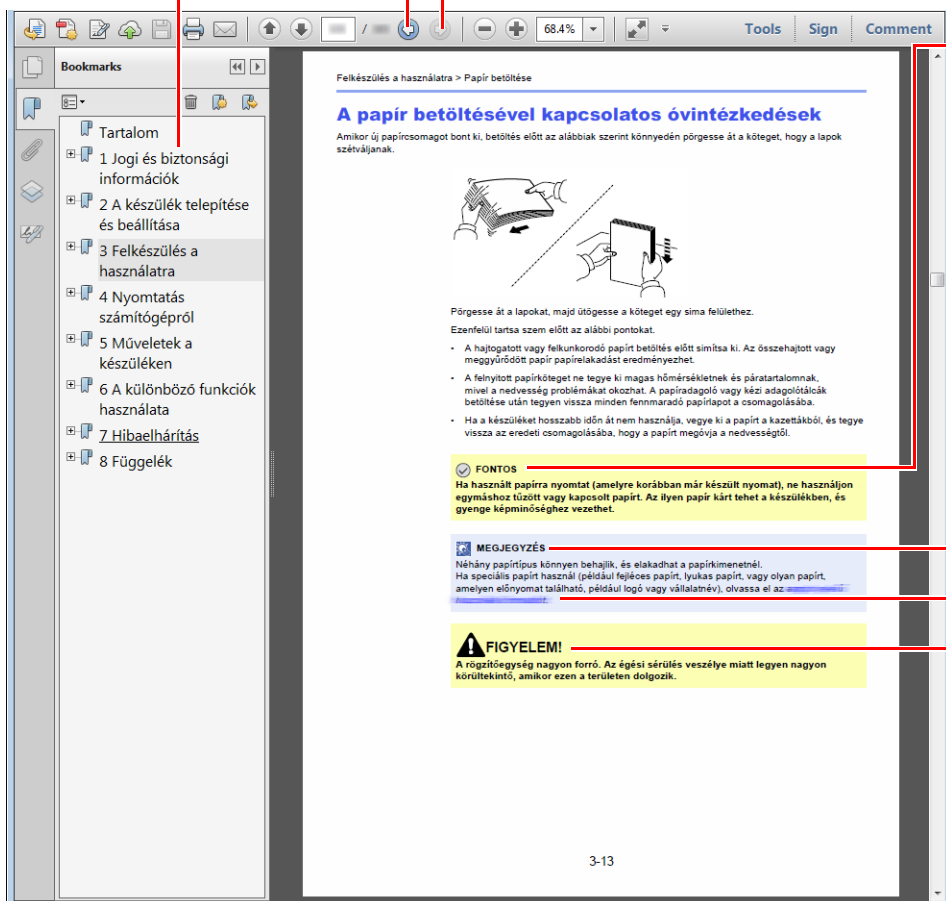 /
68.4%
Tools
Sign
Comment
Bookmarks
Tartalom
1 Jogi és biztonsági
információk
2 A készülék telepítése
és beállítása
3 Felkészülés a
használatra
4 Nyomtatás
számítógépről
5 Műveletek a
készüléken
6 A különböző funkciók
használata
7 Hibaelhárítás
8 Függelék
Felkészülés a használatra > Papír betöltése
A papír betöltésével kapcsolatos óvintézkedések
Amikor új papírcsomagot bont ki, betöltés előtt az alábbiak szerint könnyedén pörgesse át a köteget, hogy a lapok
szétváljanak.
Pörgesse át a lapokat, majd ütögesse a köteget egy sima felülethez.
Ezenfelül tartsa szem előtt az alábbi pontokat.
• A hajtogatott vagy felkunkorodó papírt betöltés előtt simítsa ki. Az összehajtott vagy
meggyűrődött papír papírelakadást eredményezhet.
• A felnyitott papírköteget ne tegye ki magas hőmérsékletnek és páratartalomnak,
mivel a nedvesség problémákat okozhat. A papíradagoló vagy kézi adagolótálcák
betöltése után tegyen vissza minden fennmaradó papírlapot a csomagolásába.
• Ha a készüléket hosszabb időn át nem használja, vegye ki a papírt a kazettákból, és tegye
vissza az eredeti csomagolásába, hogy a papírt megóvja a nedvességtől.
FONTOS
Ha használt papírra nyomtat (amelyre korábban már készült nyomat), ne használjon
egymáshoz tűzött vagy kapcsolt papírt. Az ilyen papír kárt tehet a készülékben, és
gyenge képminőséghez vezethet.
MEGJEGYZÉS
Néhány papírtípus könnyen behajlik, és elakadhat a papírkimenetnél.
Ha speciális papírt használ (például fejléces papírt, lyukas papírt, vagy olyan papírt,
amelyen előnyomat található, például logó vagy vállalatnév), olvassa el az
FIGYELEM!
A rögzítőegység nagyon forró. Az égési sérülés veszélye miatt legyen nagyon
körültekintő, amikor ezen a területen dolgozik.
3-13